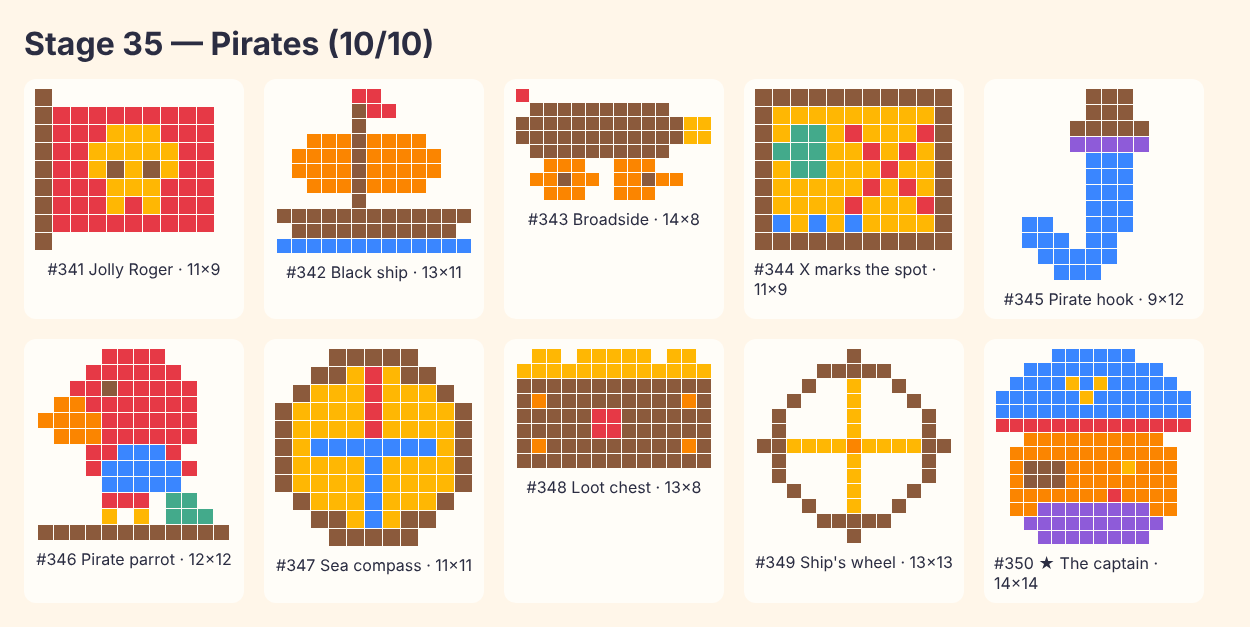 Stage 35 — Pirates (10/10)
#341 Jolly Roger · 11×9
#342 Black ship · 13×11
#343 Broadside · 14×8
#344 X marks the spot ·
11×9
#345 Pirate hook · 9×12
#346 Pirate parrot · 12×12
#347 Sea compass · 11×11
#348 Loot chest · 13×8
#349 Ship's wheel · 13×13
#350 ★ The captain ·
14×14